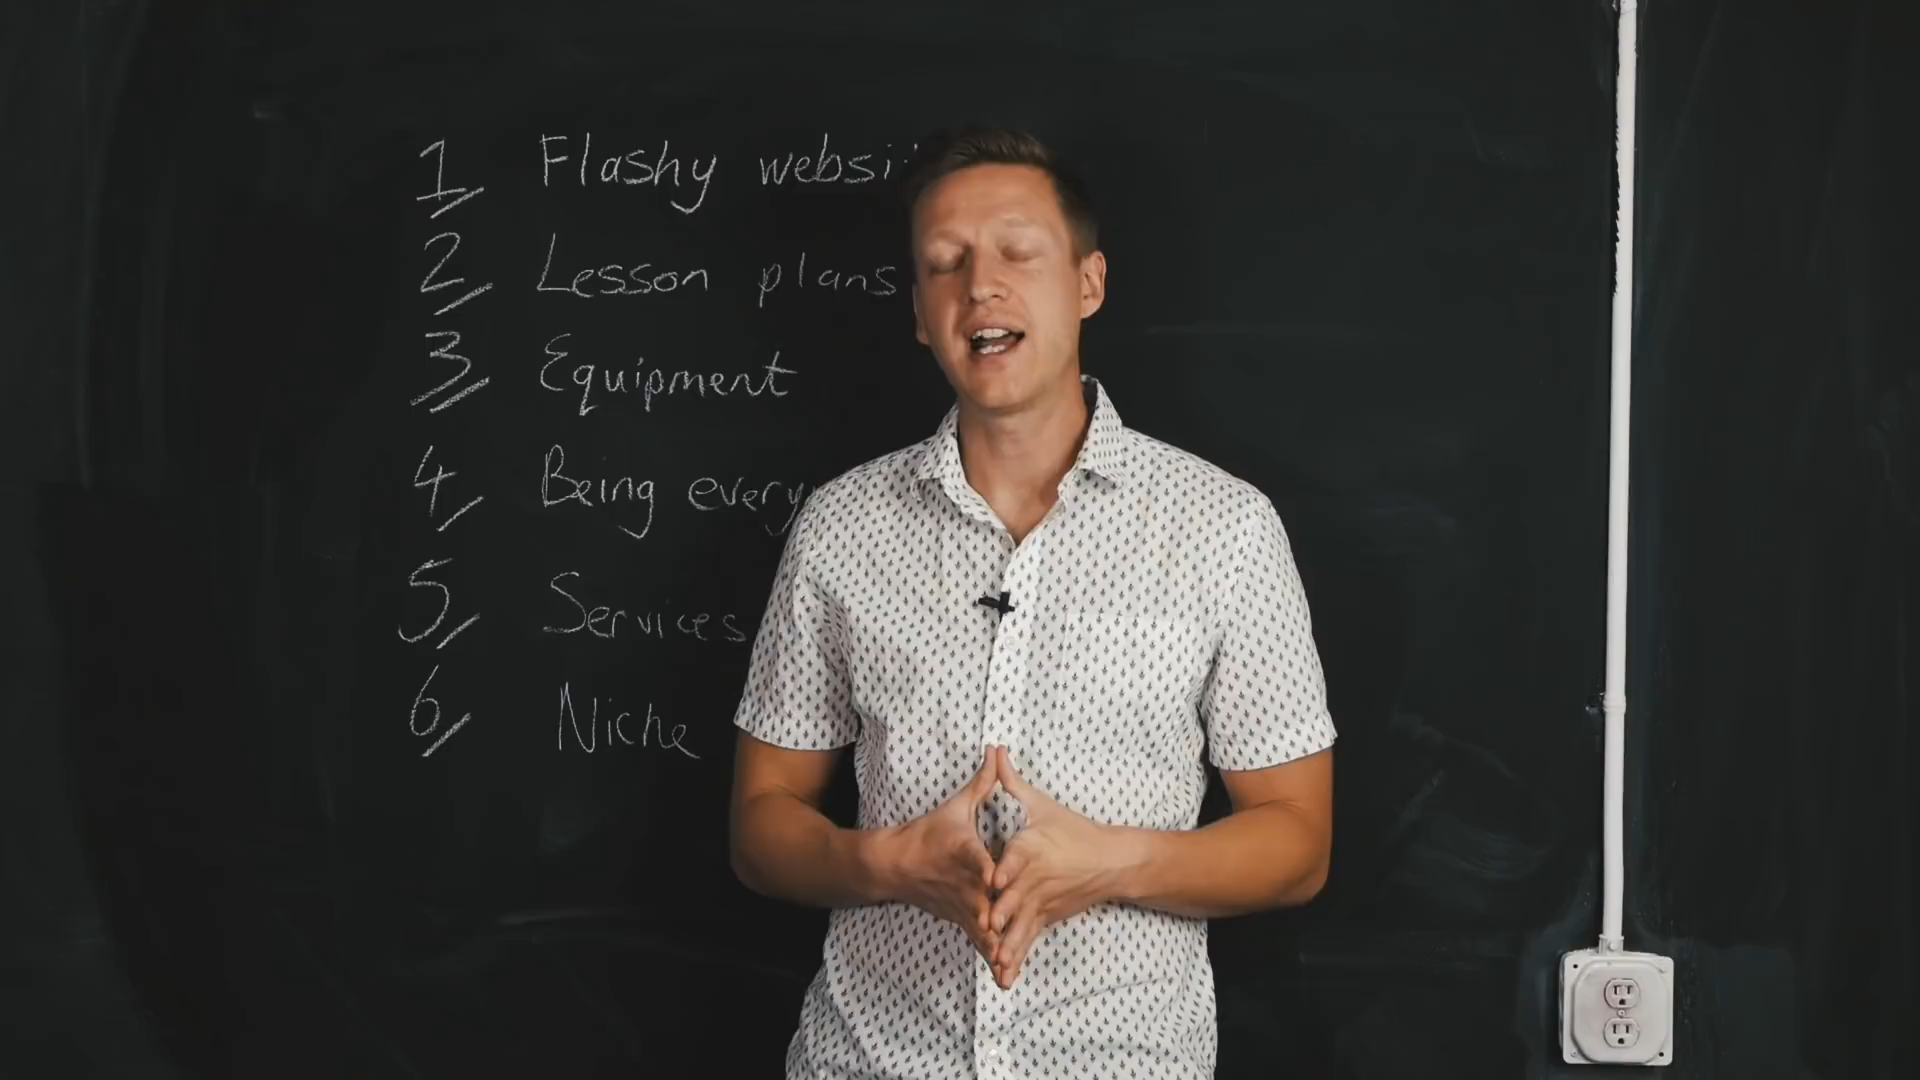 1 Flashy websi
2 Lesson plans
3 Equipment
4 Being every
5 Services
6 Niche